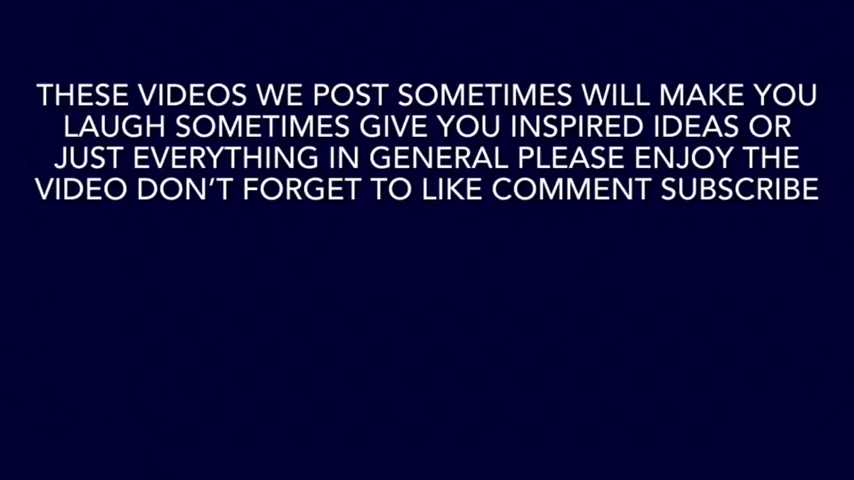 THESE VIDEOS WE POST SOMETIMES WILL MAKE YOU
LAUGH SOMETIMES GIVE YOU INSPIRED IDEAS OR
JUST EVERYTHING IN GENERAL PLEASE ENJOY THE
VIDEO DON'T FORGET TO LIKE COMMENT SUBSCRIBE